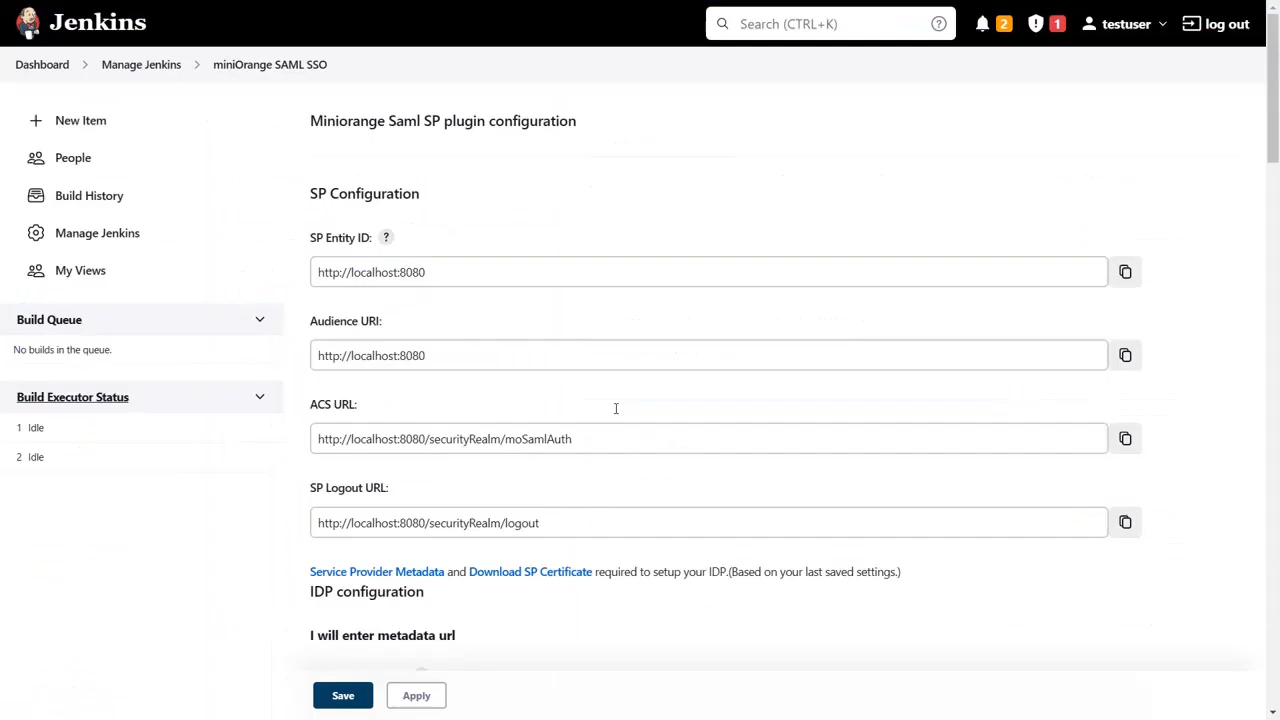 Jenkins
Search (CTRL+K)
2
1
testuser
log out
Dashboard
Manage Jenkins
miniOrange SAML SSO
New Item
People
Build History
Manage Jenkins
My Views
Build Queue
No builds in the queue.
Build Executor Status
1 Idle
2 Idle
Miniorange Saml SP plugin configuration
SP Configuration
SP Entity ID: ?
http://localhost:8080
Audience URI:
http://localhost:8080
ACS URL:
http://localhost:8080/securityRealm/moSamlAuth
SP Logout URL:
http://localhost:8080/securityRealm/logout
Service Provider Metadata and Download SP Certificate required to setup your IDP.(Based on your last saved settings.)
IDP configuration
I will enter metadata url
Save
Apply